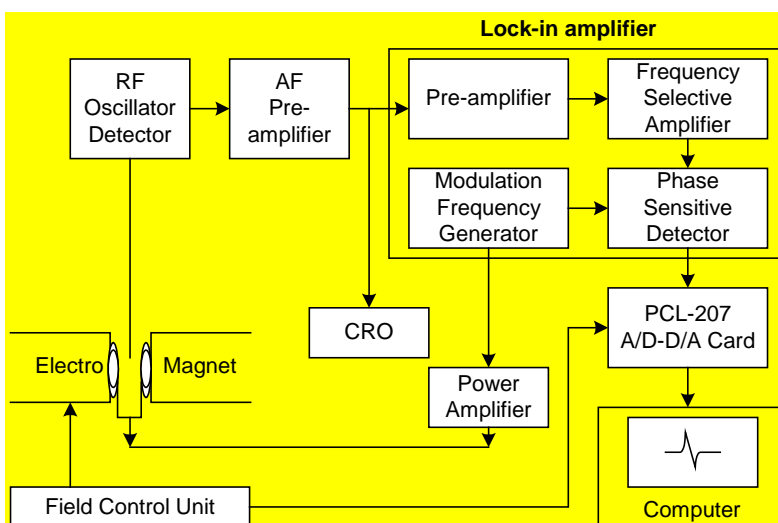 Lock-in amplifier
RF
Oscillator
Detector
AF
Pre-
amplifier
Pre-amplifier
Frequency
Selective
Amplifier
Modulation
Frequency
Generator
Phase
Sensitive
Detector
CRO
PCL-207
A/D-D/A Card
Electro
Magnet
Power
Amplifier
Field Control Unit
Computer